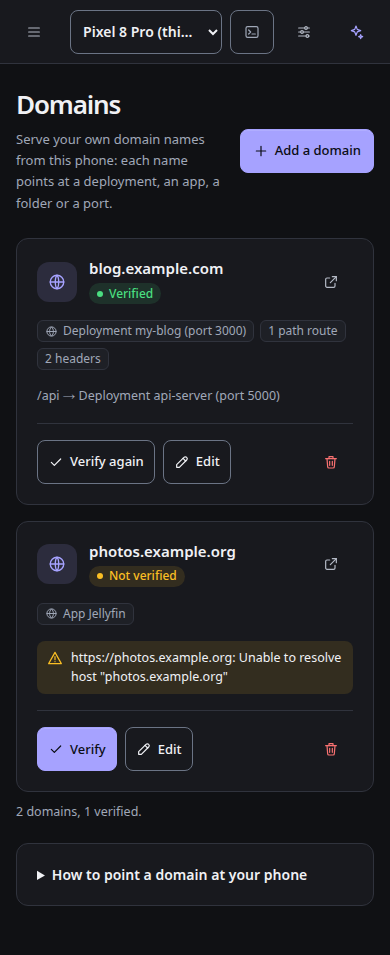 Pixel 8 Pro (thi...
Domains
Serve your own domain names
from this phone: each name
points at a deployment, an app, a
folder or a port.
Add a domain
blog.example.com
Verified
Deployment my-blog (port 3000)
1 path route
2 headers
/api → Deployment api-server (port 5000)
Verify again
Edit
photos.example.org
Not verified
App Jellyfin
https://photos.example.org: Unable to resolve
host "photos.example.org"
Verify
Edit
2 domains, 1 verified.
How to point a domain at your phone